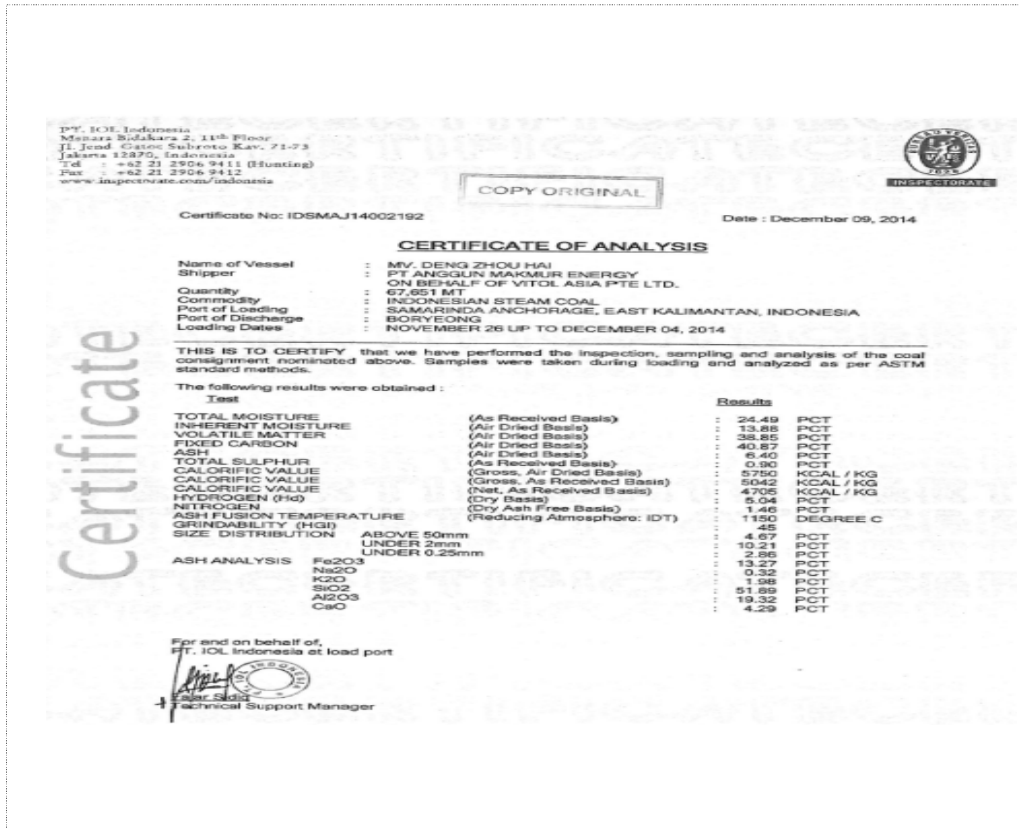 PT. IOL Indonesia
Menara Bidakara 2, 11th Floor
Jl. Jend. Gatot Subroto Kav. 71-73
Jakarta 12870, Indonesia
Tel : +62 21 2906 9411 (Hunting)
Fax : +62 21 2906 9412
www.inspectorate.com/indonesia
BUREAU VERITAS
1828
INSPECTORATE
COPY ORIGINAL
Certificate No: IDSMAJ14002192
Date : December 09, 2014
CERTIFICATE OF ANALYSIS
Name of Vessel : MV. DENG ZHOU HAI
Shipper : PT ANGGUN MAKMUR ENERGY
ON BEHALF OF VITOL ASIA PTE LTD.
Quantity : 67,651 MT
Commodity : INDONESIAN STEAM COAL
Port of Loading : SAMARINDA ANCHORAGE, EAST KALIMANTAN, INDONESIA
Port of Discharge : BORYEONG
Loading Dates : NOVEMBER 26 UP TO DECEMBER 04, 2014
Certificate
THIS IS TO CERTIFY that we have performed the inspection, sampling and analysis of the coal
consignment nominated above. Samples were taken during loading and analyzed as per ASTM
standard methods.
The following results were obtained :
Test Results
TOTAL MOISTURE (As Received Basis) : 24.49 PCT
INHERENT MOISTURE (Air Dried Basis) : 13.88 PCT
VOLATILE MATTER (Air Dried Basis) : 38.85 PCT
FIXED CARBON (Air Dried Basis) : 40.87 PCT
ASH (Air Dried Basis) : 6.40 PCT
TOTAL SULPHUR (As Received Basis) : 0.90 PCT
CALORIFIC VALUE (Gross, Air Dried Basis) : 5750 KCAL / KG
CALORIFIC VALUE (Gross, As Received Basis) : 5042 KCAL / KG
CALORIFIC VALUE (Net, As Received Basis) : 4705 KCAL / KG
HYDROGEN (Hd) (Dry Basis) : 5.04 PCT
NITROGEN (Dry Ash Free Basis) : 1.46 PCT
ASH FUSION TEMPERATURE (Reducing Atmosphere: IDT) : 1150 DEGREE C
GRINDABILITY (HGI) : 45
SIZE DISTRIBUTION ABOVE 50mm : 4.67 PCT
UNDER 2mm : 10.21 PCT
UNDER 0.25mm : 2.86 PCT
ASH ANALYSIS Fe2O3 : 13.27 PCT
Na2O : 0.32 PCT
K2O : 1.98 PCT
SiO2 : 51.89 PCT
Al2O3 : 19.32 PCT
CaO : 4.29 PCT
For and on behalf of,
PT. IOL Indonesia at load port
PT. IOL INDONESIA
Fajar Sidiq
Technical Support Manager